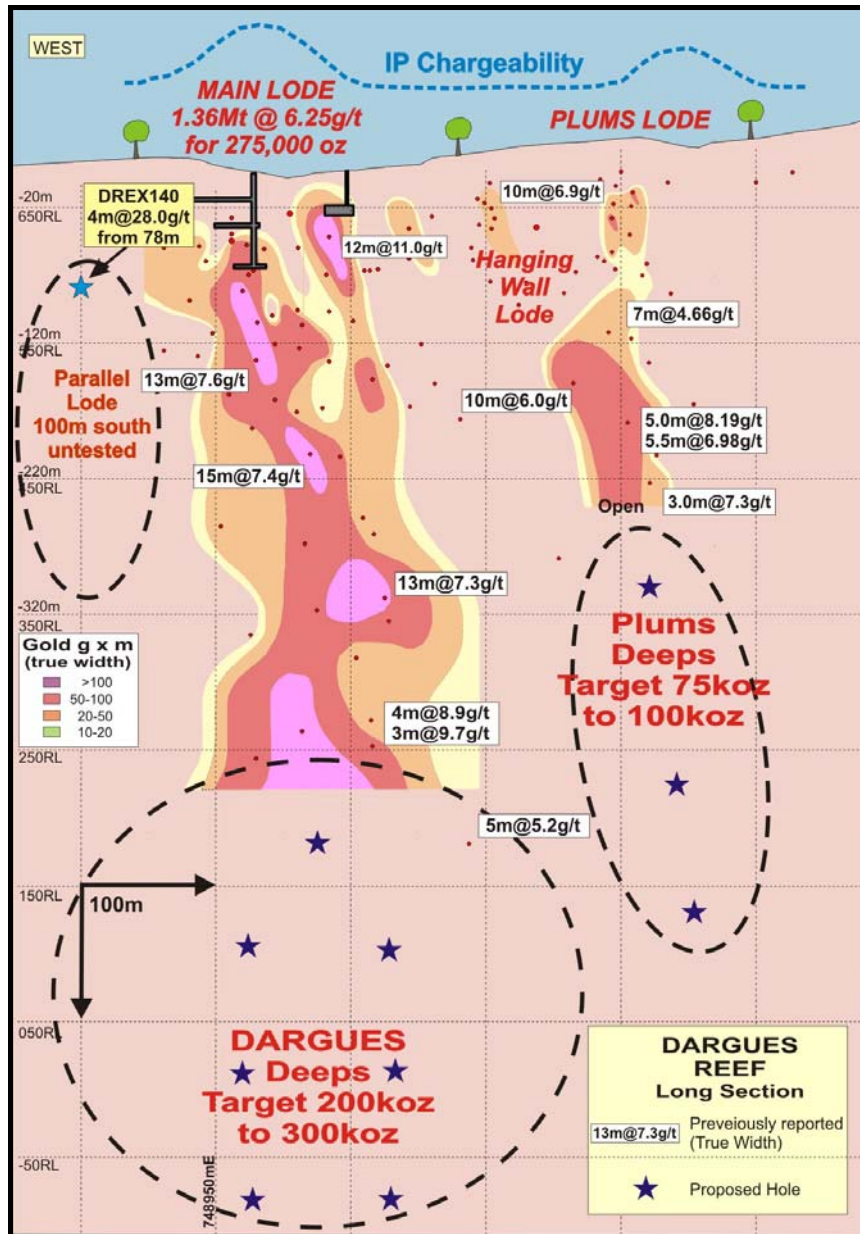 WEST
IP Chargeability
MAIN LODE
1.36Mt @ 6.25g/t
for 275,000 oz
PLUMS LODE
-20m
650RL
DREX140
4m@28.0g/t
from 78m
10m@6.9g/t
12m@11.0g/t
Hanging
Wall
Lode
7m@4.66g/t
-120m
550RL
Parallel
Lode
100m south
untested
13m@7.6g/t
10m@6.0g/t
5.0m@8.19g/t
5.5m@6.98g/t
15m@7.4g/t
-220m
450RL
3.0m@7.3g/t
Open
13m@7.3g/t
-320m
350RL
Gold g x m
(true width)
>100
50-100
20-50
10-20
Plums
Deeps
Target 75koz
to 100koz
4m@8.9g/t
3m@9.7g/t
250RL
5m@5.2g/t
150RL
100m
050RL
DARGUES
Deeps
Target 200koz
to 300koz
-50RL
748950mE
DARGUES
REEF
Long Section
13m@7.3g/t
Preveiously reported
(True Width)
Proposed Hole